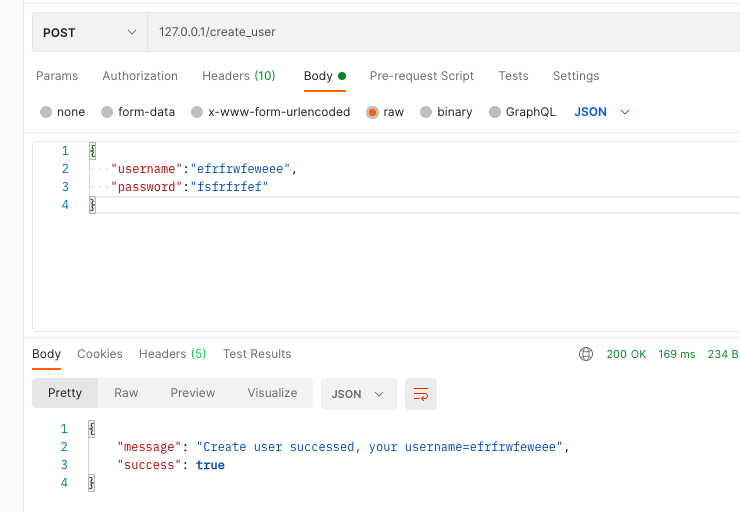 POST 127.0.0.1/create_user
Params Authorization Headers (10) Body Pre-request Script Tests Settings
none form-data x-www-form-urlencoded raw binary GraphQL JSON
1 {
2 ···"username":"efrfrwfeweee",
3 ···"password":"fsfrfrfef"
4 }
Body Cookies Headers (5) Test Results 200 OK 169 ms 234 B
Pretty Raw Preview Visualize JSON
1 {
2 "message": "Create user successed, your username=efrfrwfeweee",
3 "success": true
4 }